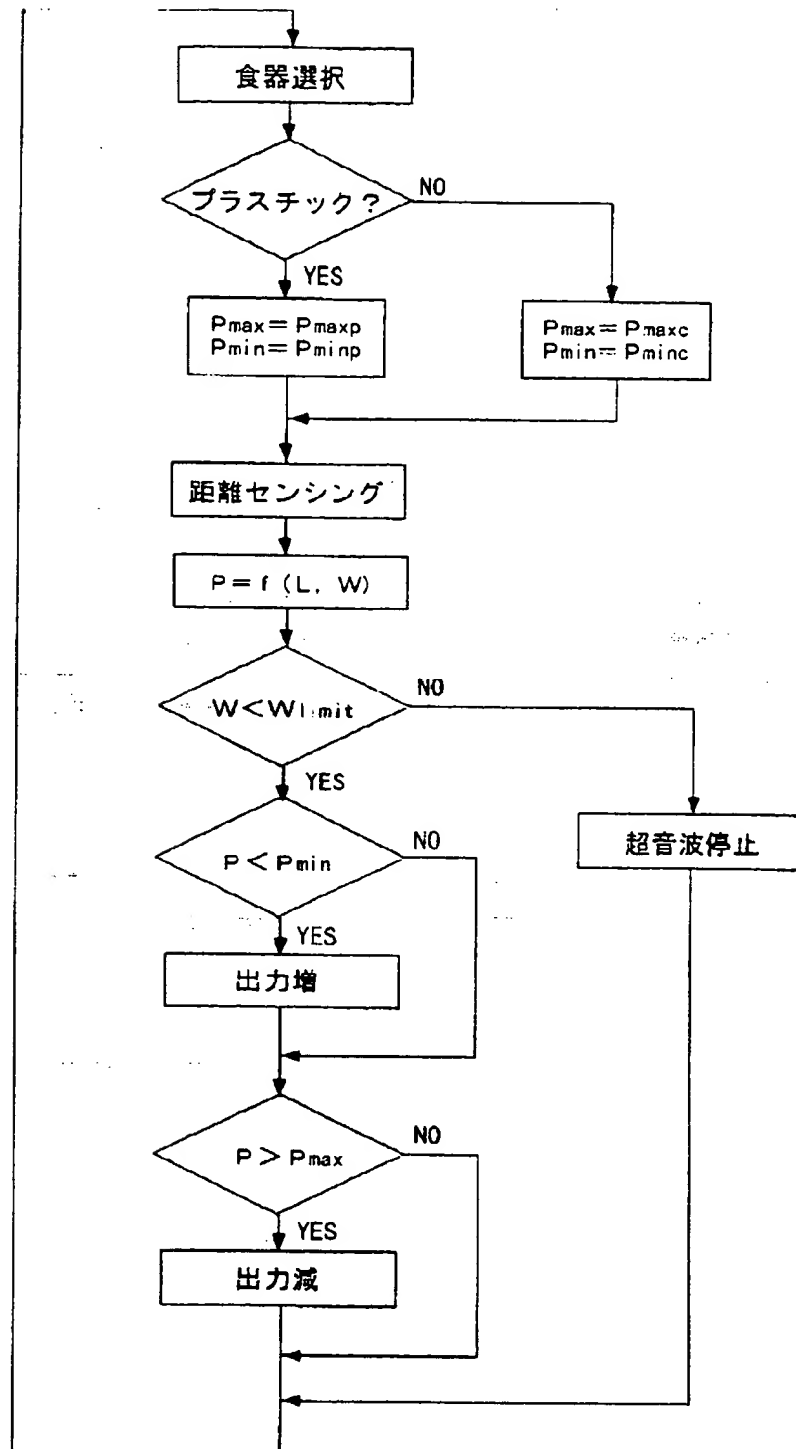 食器選択
プラスチック?
NO
YES
Pmax=Pmaxp
Pmin=Pminp
Pmax=Pmaxc
Pmin=Pminc
距離センシング
P=f(L, W)
W<Wlimit
NO
YES
P<Pmin
NO
超音波停止
YES
出力増
P>Pmax
NO
YES
出力減